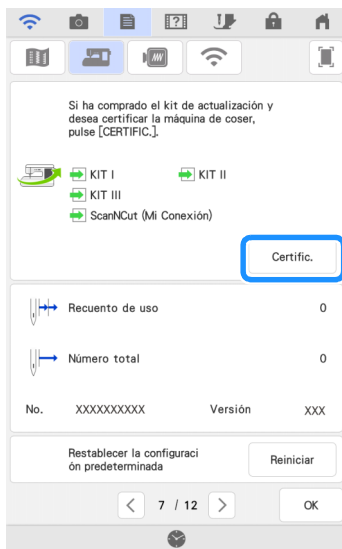 Si ha comprado el kit de actualización y
desea certificar la máquina de coser,
pulse [CERTIFIC.].
KIT I
KIT II
KIT III
ScanNCut (Mi Conexión)
Certific.
Recuento de uso 0
Número total 0
No. XXXXXXXXXX Versión XXX
Restablecer la configuraci
ón predeterminada
Reiniciar
7 / 12
OK